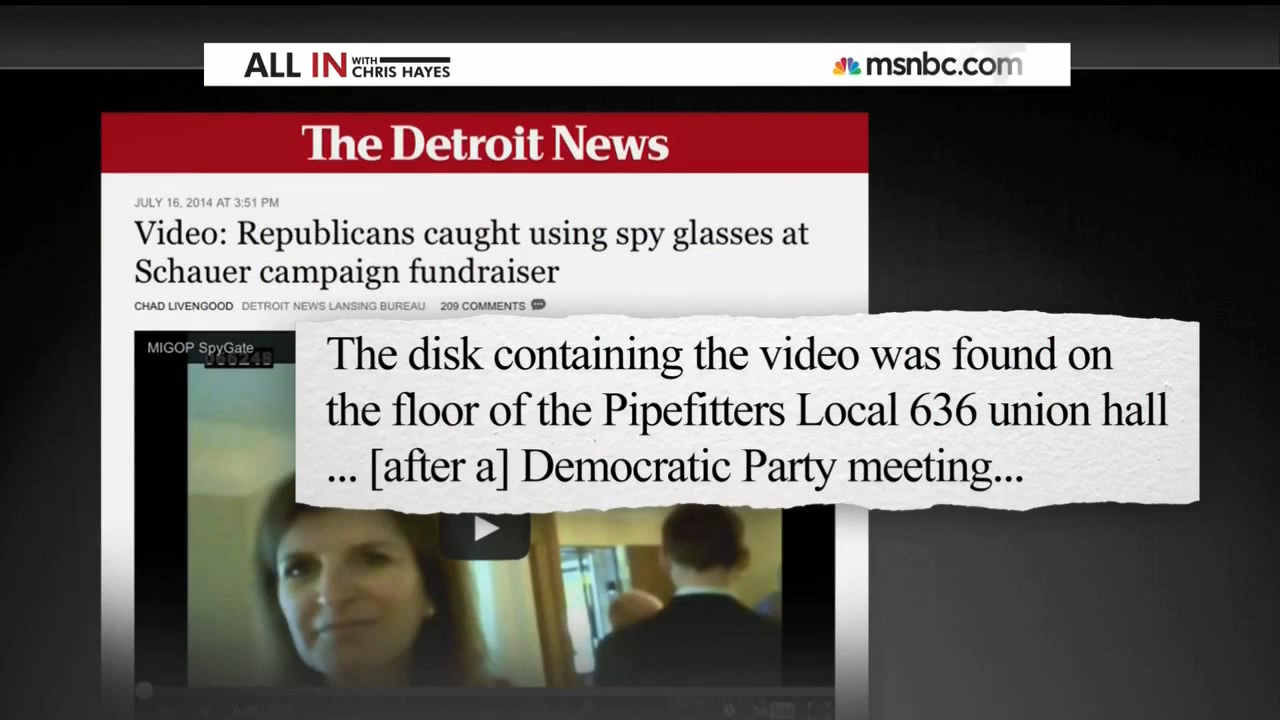 ALL IN WITH CHRIS HAYES
msnbc.com
The Detroit News
JULY 16, 2014 AT 3:51 PM
Video: Republicans caught using spy glasses at
Schauer campaign fundraiser
CHAD LIVENGOOD DETROIT NEWS LANSING BUREAU 209 COMMENTS
MIGOP SpyGate
The disk containing the video was found on
the floor of the Pipefitters Local 636 union hall
... [after a] Democratic Party meeting...